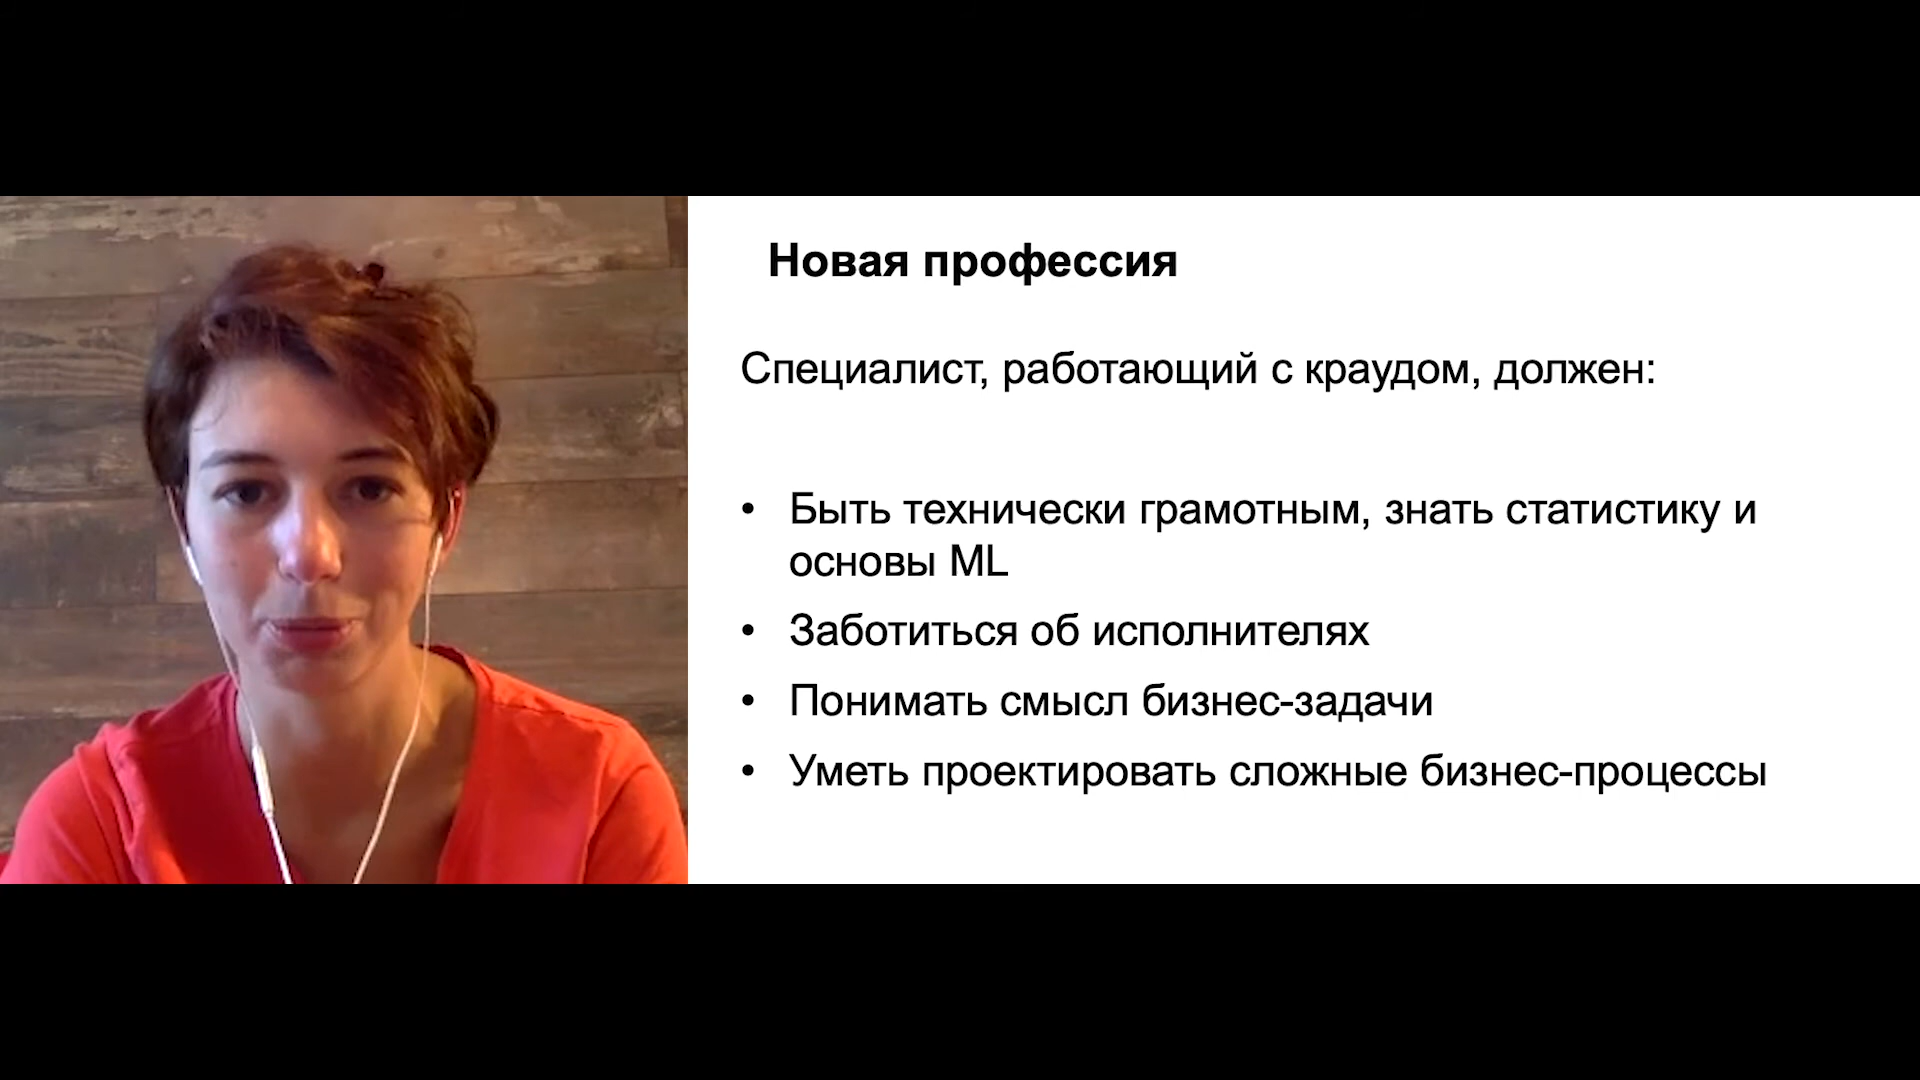 Новая профессия
Специалист, работающий с краудом, должен:
• Быть технически грамотным, знать статистику и
основы ML
• Заботиться об исполнителях
• Понимать смысл бизнес-задачи
• Уметь проектировать сложные бизнес-процессы